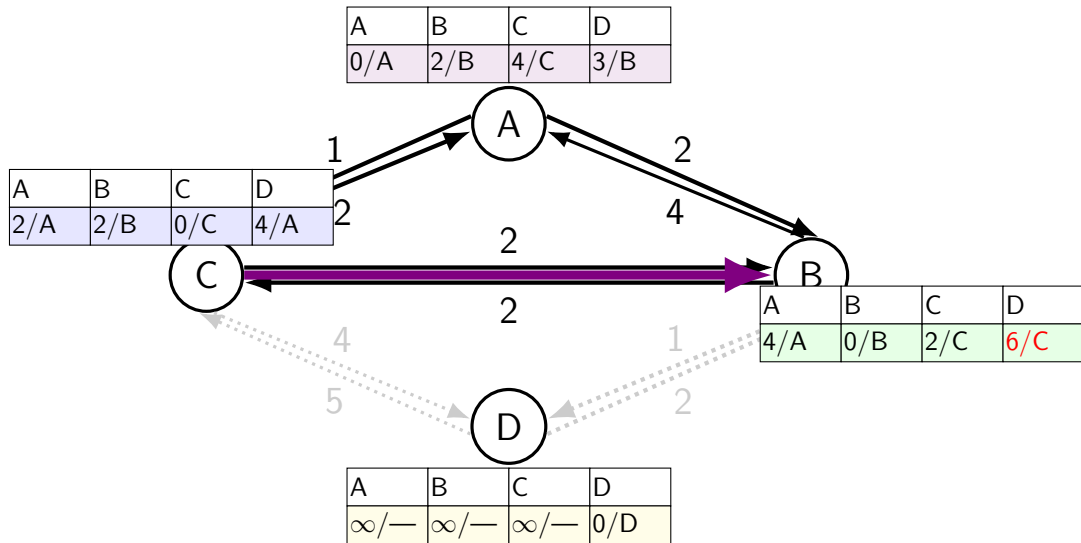 A B C D
0/A 2/B 4/C 3/B
A
1
2
A B C D
2/A 2/B 0/C 4/A
2
4
2
C
B
2
A B C D
4/A 0/B 2/C 6/C
4
1
5
2
D
A B C D
∞/— ∞/— ∞/— 0/D